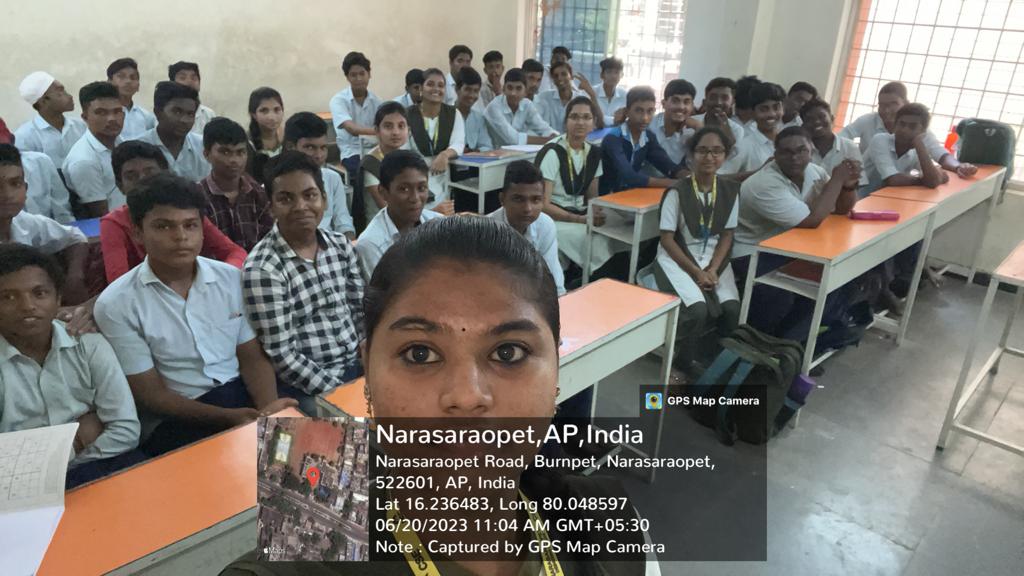 GPS Map Camera
Narasaraopet,AP,India
Narasaraopet Road, Burnpet, Narasaraopet,
522601, AP, India
Lat 16.236483, Long 80.048597
06/20/2023 11:04 AM GMT+05:30
Note : Captured by GPS Map Camera
Maps